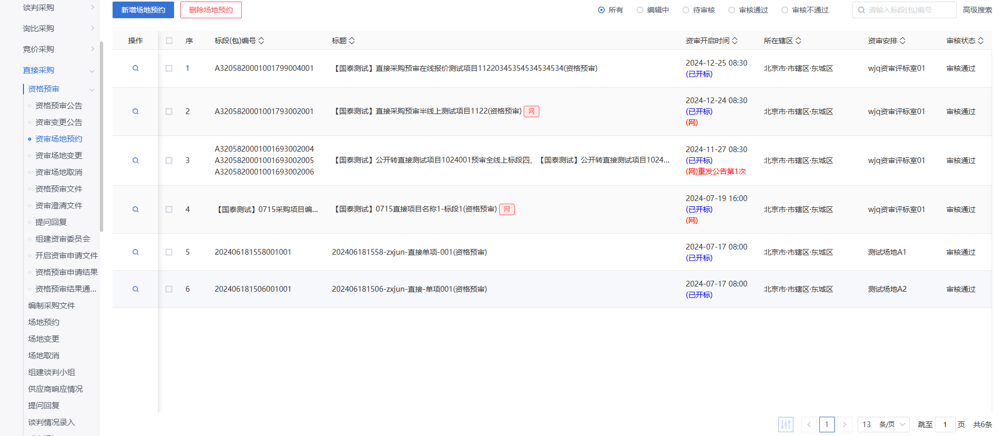 谈判采购
询比采购
竞价采购
直接采购
资格预审
资格预审公告
资审变更公告
资审场地预约
资审场地变更
资审场地取消
资格预审文件
资审澄清文件
提问回复
组建资审委员会
开启资审申请文件
资格预审申请结果
资格预审结果通...
编制采购文件
场地预约
场地变更
场地取消
组建谈判小组
供应商响应情况
提问回复
谈判情况录入
新增场地预约 删除场地预约 所有 编辑中 待审核 审核通过 审核不通过 请输入标段(包)编号 高级搜索
操作 序 标段(包)编号 标题 资审开启时间 所在辖区 资审安排 审核状态
1 A3205820001001799004001 【国泰测试】直接采购预审在线报价测试项目11220345354534534534(资格预审) 2024-12-25 08:30 北京市·市辖区·东城区 wjq资审评标室01 审核通过
(已开标)
2 A3205820001001793002001 【国泰测试】直接采购预审半线上测试项目1122(资格预审) 网 2024-12-24 08:30 北京市·市辖区·东城区 wjq资审评标室01 审核通过
(已开标)
(网)
3 A3205820001001693002004 【国泰测试】公开转直接测试项目1024001预审全线上标段四、【国泰测试】公开转直接测试项目1024... 2024-11-27 08:30 北京市·市辖区·东城区 wjq资审评标室01 审核通过
A3205820001001693002005 (已开标)
A3205820001001693002006 (网)重发公告第1次
4 【国泰测试】0715采购项目编... 【国泰测试】0715直接项目名称1-标段1(资格预审) 网 2024-07-19 16:00 北京市·市辖区·东城区 wjq资审评标室01 审核通过
(已开标)
(网)
5 202406181558001001 202406181558-zxjun-直接单项-001(资格预审) 2024-07-17 08:00 北京市·市辖区·东城区 测试场地A1 审核通过
(已开标)
6 202406181506001001 202406181506-zxjun-直接-单项001(资格预审) 2024-07-17 08:00 北京市·市辖区·东城区 测试场地A2 审核通过
(已开标)
1 13 条/页 跳至 1 页 共6条